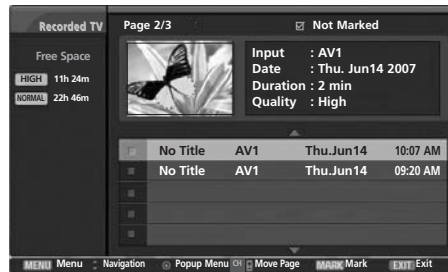 Recorded TV
Page 2/3
Not Marked
Free Space
HIGH 11h 24m
NORMAL 22h 46m
Input : AV1
Date : Thu. Jun14 2007
Duration : 2 min
Quality : High
No Title AV1 Thu.Jun14 10:07 AM
No Title AV1 Thu.Jun14 09:20 AM
MENU Menu Navigation Popup Menu CH Move Page MARK Mark EXIT Exit